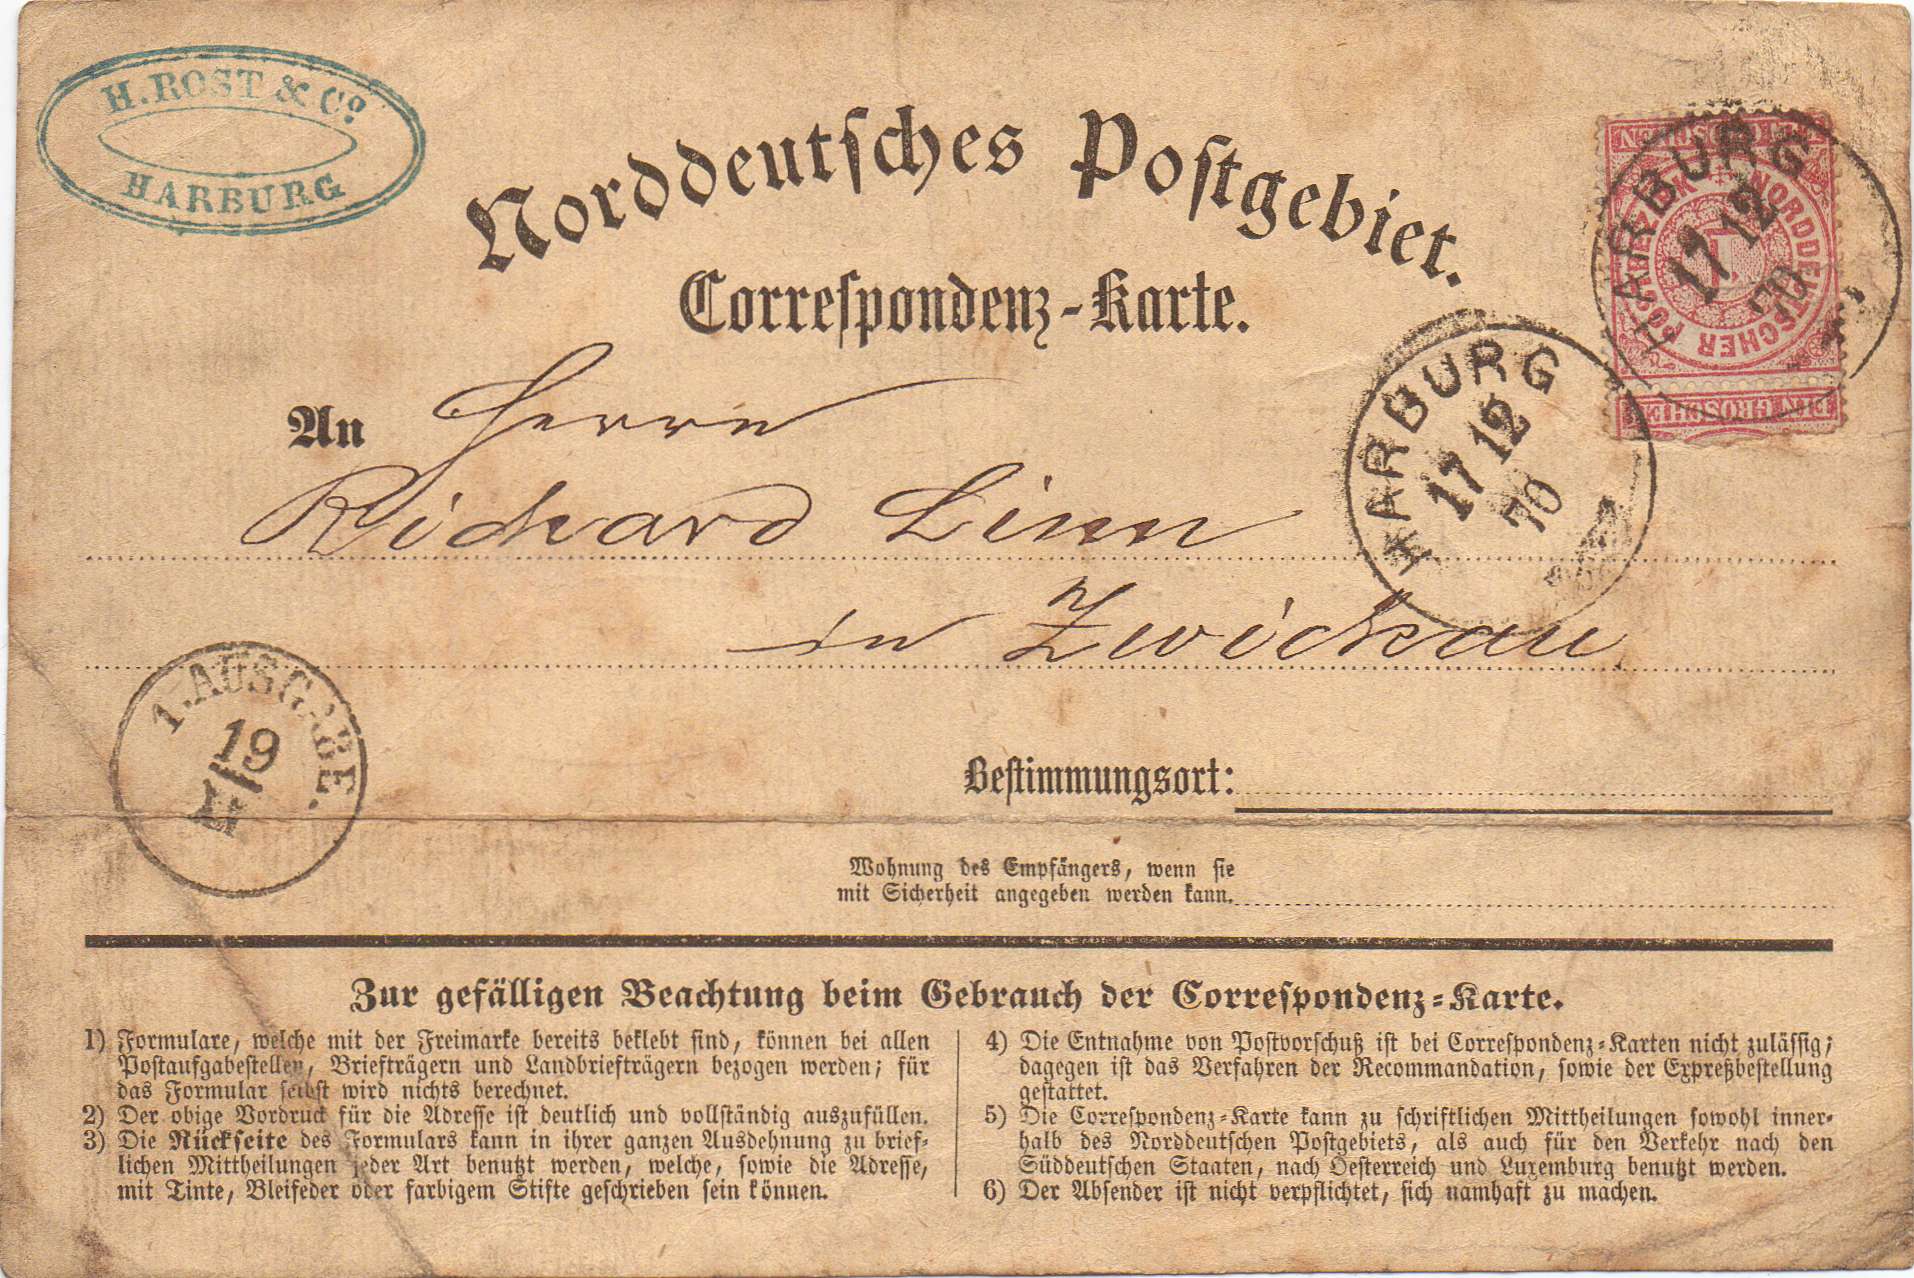 H. ROST & Cº
HARBURG
Norddeutsches Postgebiet.
Correspondenz-Karte.
EIN GROSCHEN
NORDDEUTSCHER POSTBEZIRK
1
EIN GROSCHEN
HARBURG
17 12
70
HARBURG
17 12
70
An Herrn
Richard Linn
in Zwickau
1. AUSGABE.
19
Bestimmungsort:
Wohnung des Empfängers, wenn sie
mit Sicherheit angegeben werden kann.
Zur gefälligen Beachtung beim Gebrauch der Correspondenz-Karte.
1) Formulare, welche mit der Freimarke bereits beklebt sind, können bei allen
Postaufgabestellen, Briefträgern und Landbriefträgern bezogen werden; für
das Formular selbst wird nichts berechnet.
2) Der obige Vordruck für die Adresse ist deutlich und vollständig auszufüllen.
3) Die Rückseite des Formulars kann in ihrer ganzen Ausdehnung zu brief-
lichen Mittheilungen jeder Art benutzt werden, welche, sowie die Adresse,
mit Tinte, Bleifeder oder farbigem Stifte geschrieben sein können.
4) Die Entnahme von Postvorschuß ist bei Correspondenz-Karten nicht zulässig;
dagegen ist das Verfahren der Recommandation, sowie der Expreßbestellung
gestattet.
5) Die Correspondenz-Karte kann zu schriftlichen Mittheilungen sowohl inner-
halb des Norddeutschen Postgebiets, als auch für den Verkehr nach den
Süddeutschen Staaten, nach Oesterreich und Luxemburg benutzt werden.
6) Der Absender ist nicht verpflichtet, sich namhaft zu machen.